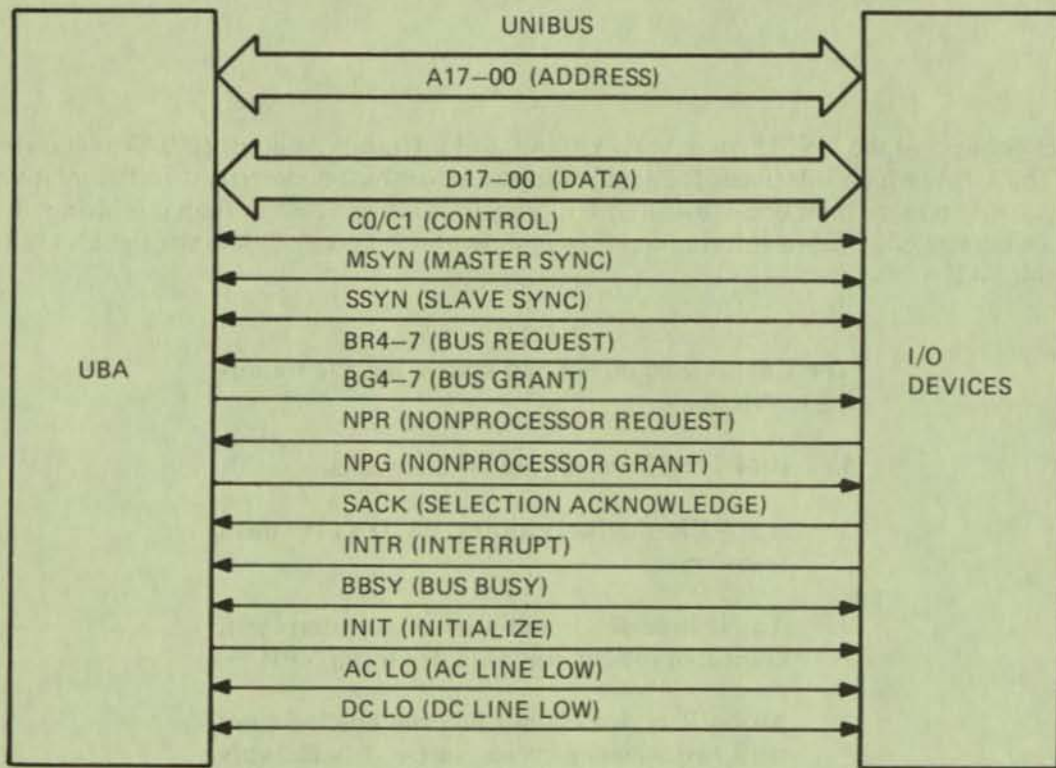 UNIBUS
A17–00 (ADDRESS)
D17–00 (DATA)
C0/C1 (CONTROL)
MSYN (MASTER SYNC)
SSYN (SLAVE SYNC)
BR4–7 (BUS REQUEST)
UBA
BG4–7 (BUS GRANT)
I/O
DEVICES
NPR (NONPROCESSOR REQUEST)
NPG (NONPROCESSOR GRANT)
SACK (SELECTION ACKNOWLEDGE)
INTR (INTERRUPT)
BBSY (BUS BUSY)
INIT (INITIALIZE)
AC LO (AC LINE LOW)
DC LO (DC LINE LOW)